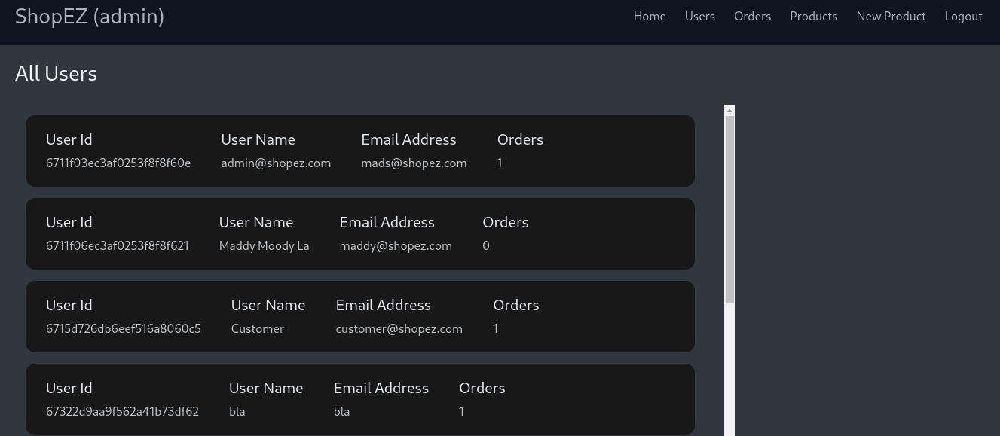 ShopEZ (admin) Home Users Orders Products New Product Logout
All Users
User Id User Name Email Address Orders
6711f03ec3af0253f8f8f60e admin@shopez.com mads@shopez.com 1
User Id User Name Email Address Orders
6711f06ec3af0253f8f8f621 Maddy Moody La maddy@shopez.com 0
User Id User Name Email Address Orders
6715d726db6eef516a8060c5 Customer customer@shopez.com 1
User Id User Name Email Address Orders
67322d9aa9f562a41b73df62 bla bla 1